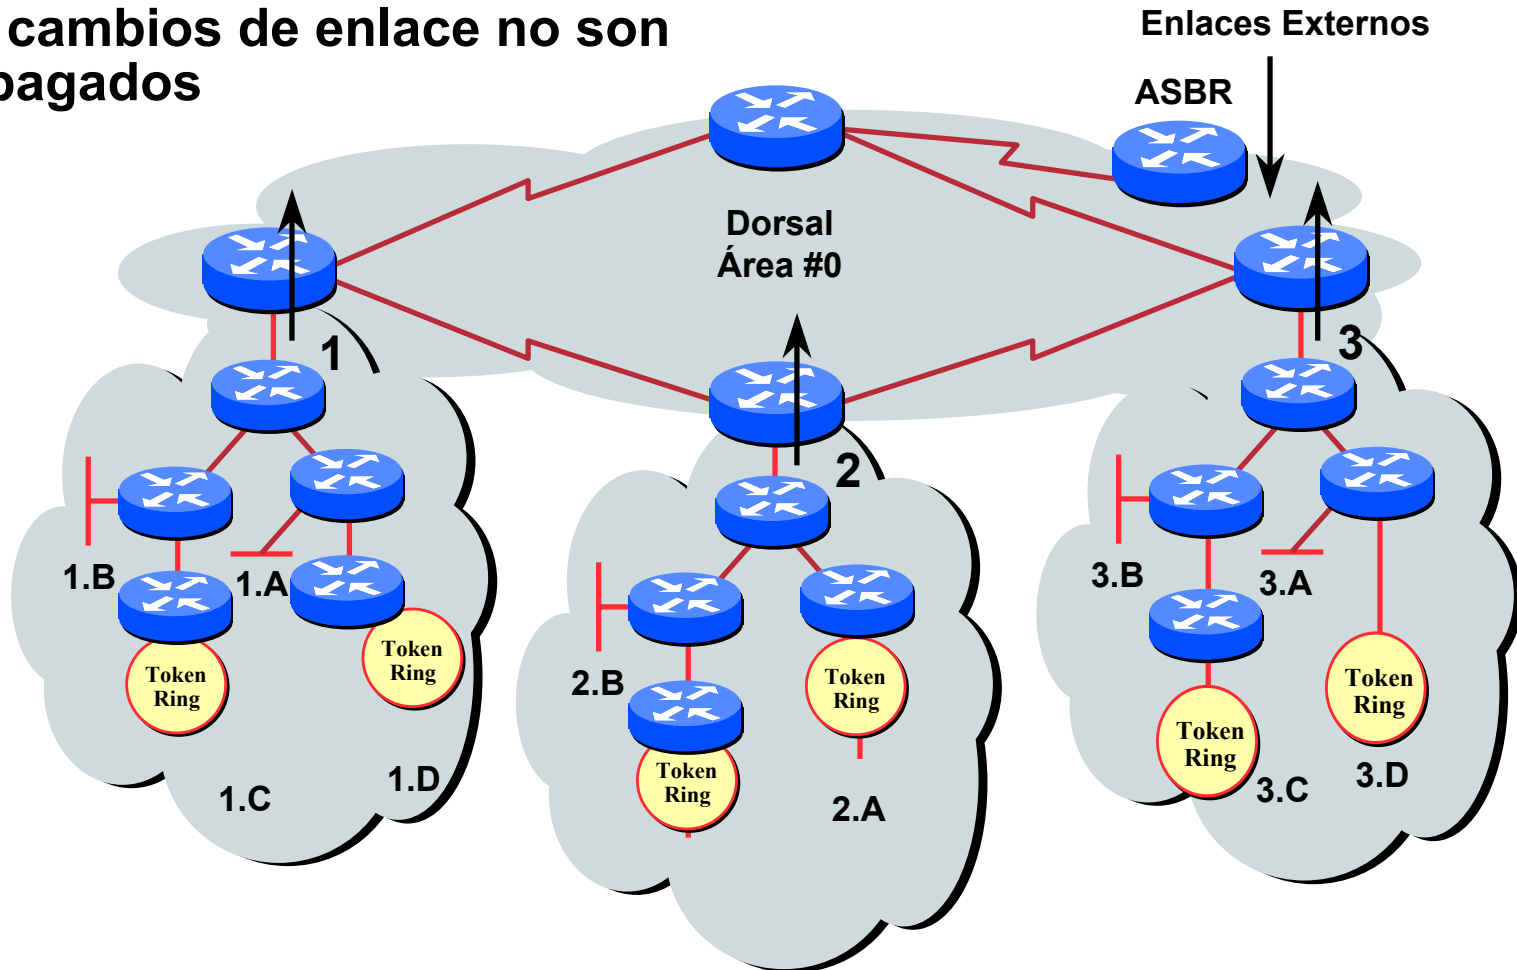 cambios de enlace no son
pagados
Enlaces Externos
ASBR
Dorsal
Área #0
1
2
3
1.B
1.A
Token
Ring
Token
Ring
1.C
1.D
2.B
Token
Ring
Token
Ring
2.A
3.B
3.A
Token
Ring
Token
Ring
3.C
3.D